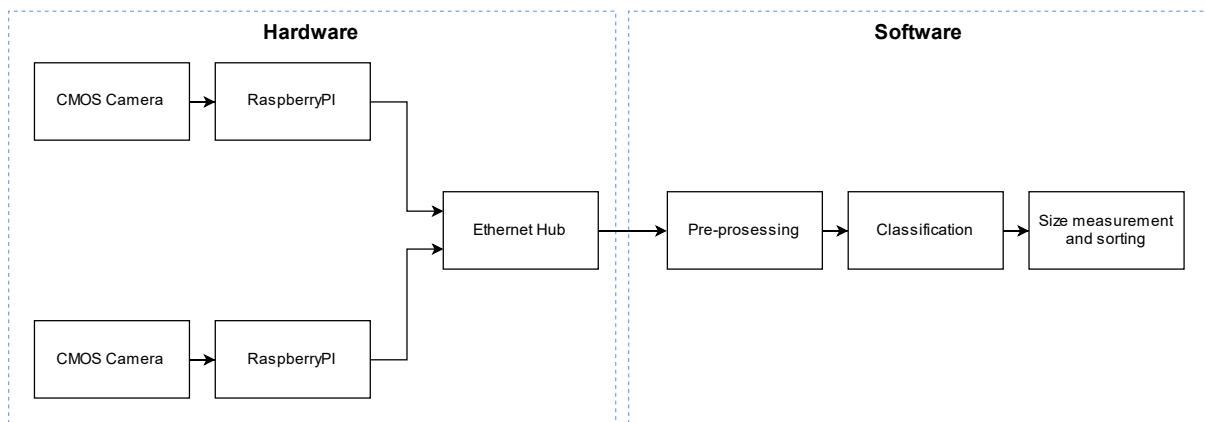 Hardware
Software
CMOS Camera
RaspberryPI
Ethernet Hub
Pre-prosessing
Classification
Size measurement
and sorting
CMOS Camera
RaspberryPI